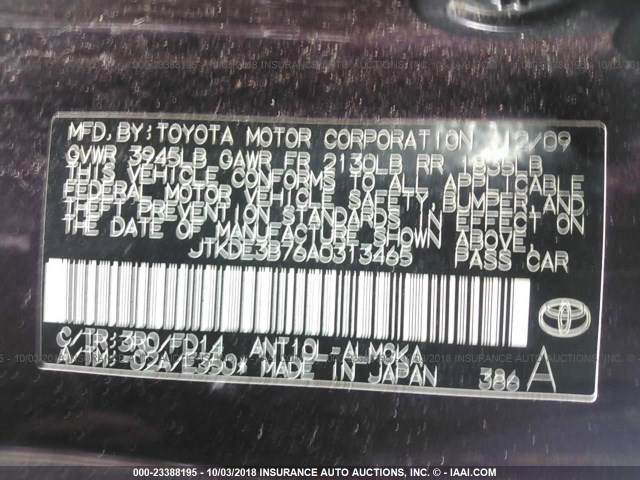 MFD. BY: TOYOTA MOTOR CORPORATION 12/09
GVWR 3945LB GAWR FR 2130LB RR 1835LB
THIS VEHICLE CONFORMS TO ALL APPLICABLE
FEDERAL MOTOR VEHICLE SAFETY, BUMPER AND
THEFT PREVENTION STANDARDS IN EFFECT ON
THE DATE OF MANUFACTURE SHOWN ABOVE.
JTKDE3B76A0313465 PASS CAR
C/TR: 3R0/FD14 ANT10L-ALMGKA
A/TM: 02A/E350, MADE IN JAPAN 386 A
000-23388195 - 10/03/2018 INSURANCE AUTO AUCTIONS, INC. - © - IAAI.COM